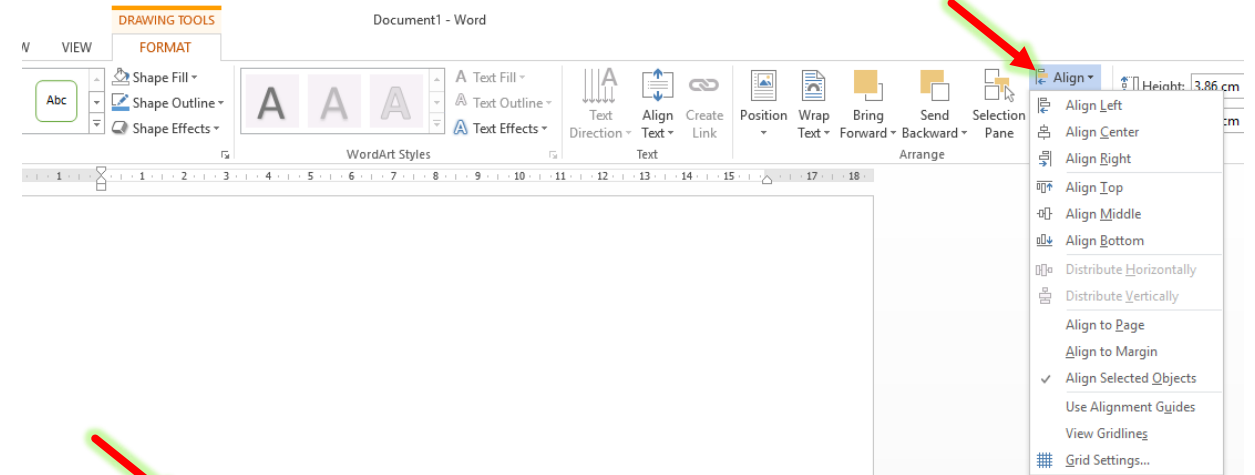 DRAWING TOOLS
Document1 - Word
VIEW
FORMAT
Abc
Shape Fill
Shape Outline
Shape Effects
A A A
A Text Fill
A Text Outline
A Text Effects
WordArt Styles
Text Direction
Align Text
Create Link
Text
Position
Wrap Text
Bring Forward
Send Backward
Selection Pane
Arrange
Align
Height: 3.86 cm
cm
Align Left
Align Center
Align Right
Align Top
Align Middle
Align Bottom
Distribute Horizontally
Distribute Vertically
Align to Page
Align to Margin
Align Selected Objects
Use Alignment Guides
View Gridlines
Grid Settings...
1 1 2 3 4 5 6 7 8 9 10 11 12 13 14 15 17 18